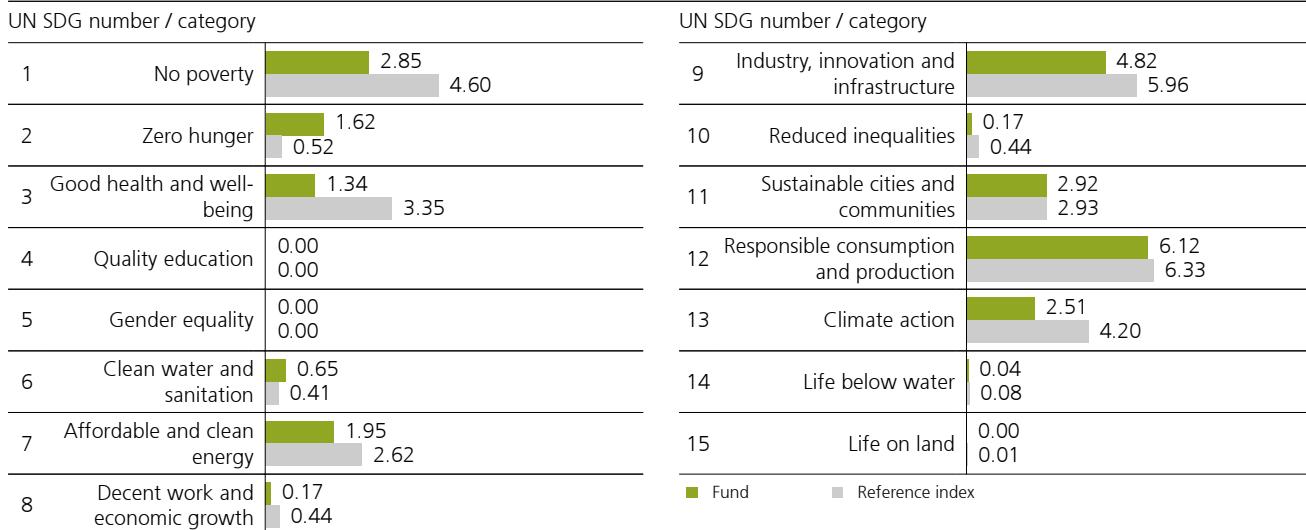 UN SDG number / category
1 No poverty 2.85
4.60
2 Zero hunger 1.62
0.52
3 Good health and well-
being 1.34
3.35
4 Quality education 0.00
0.00
5 Gender equality 0.00
0.00
6 Clean water and
sanitation 0.65
0.41
7 Affordable and clean
energy 1.95
2.62
8 Decent work and
economic growth 0.17
0.44
UN SDG number / category
9 Industry, innovation and
infrastructure 4.82
5.96
10 Reduced inequalities 0.17
0.44
11 Sustainable cities and
communities 2.92
2.93
12 Responsible consumption
and production 6.12
6.33
13 Climate action 2.51
4.20
14 Life below water 0.04
0.08
15 Life on land 0.00
0.01
Fund Reference index